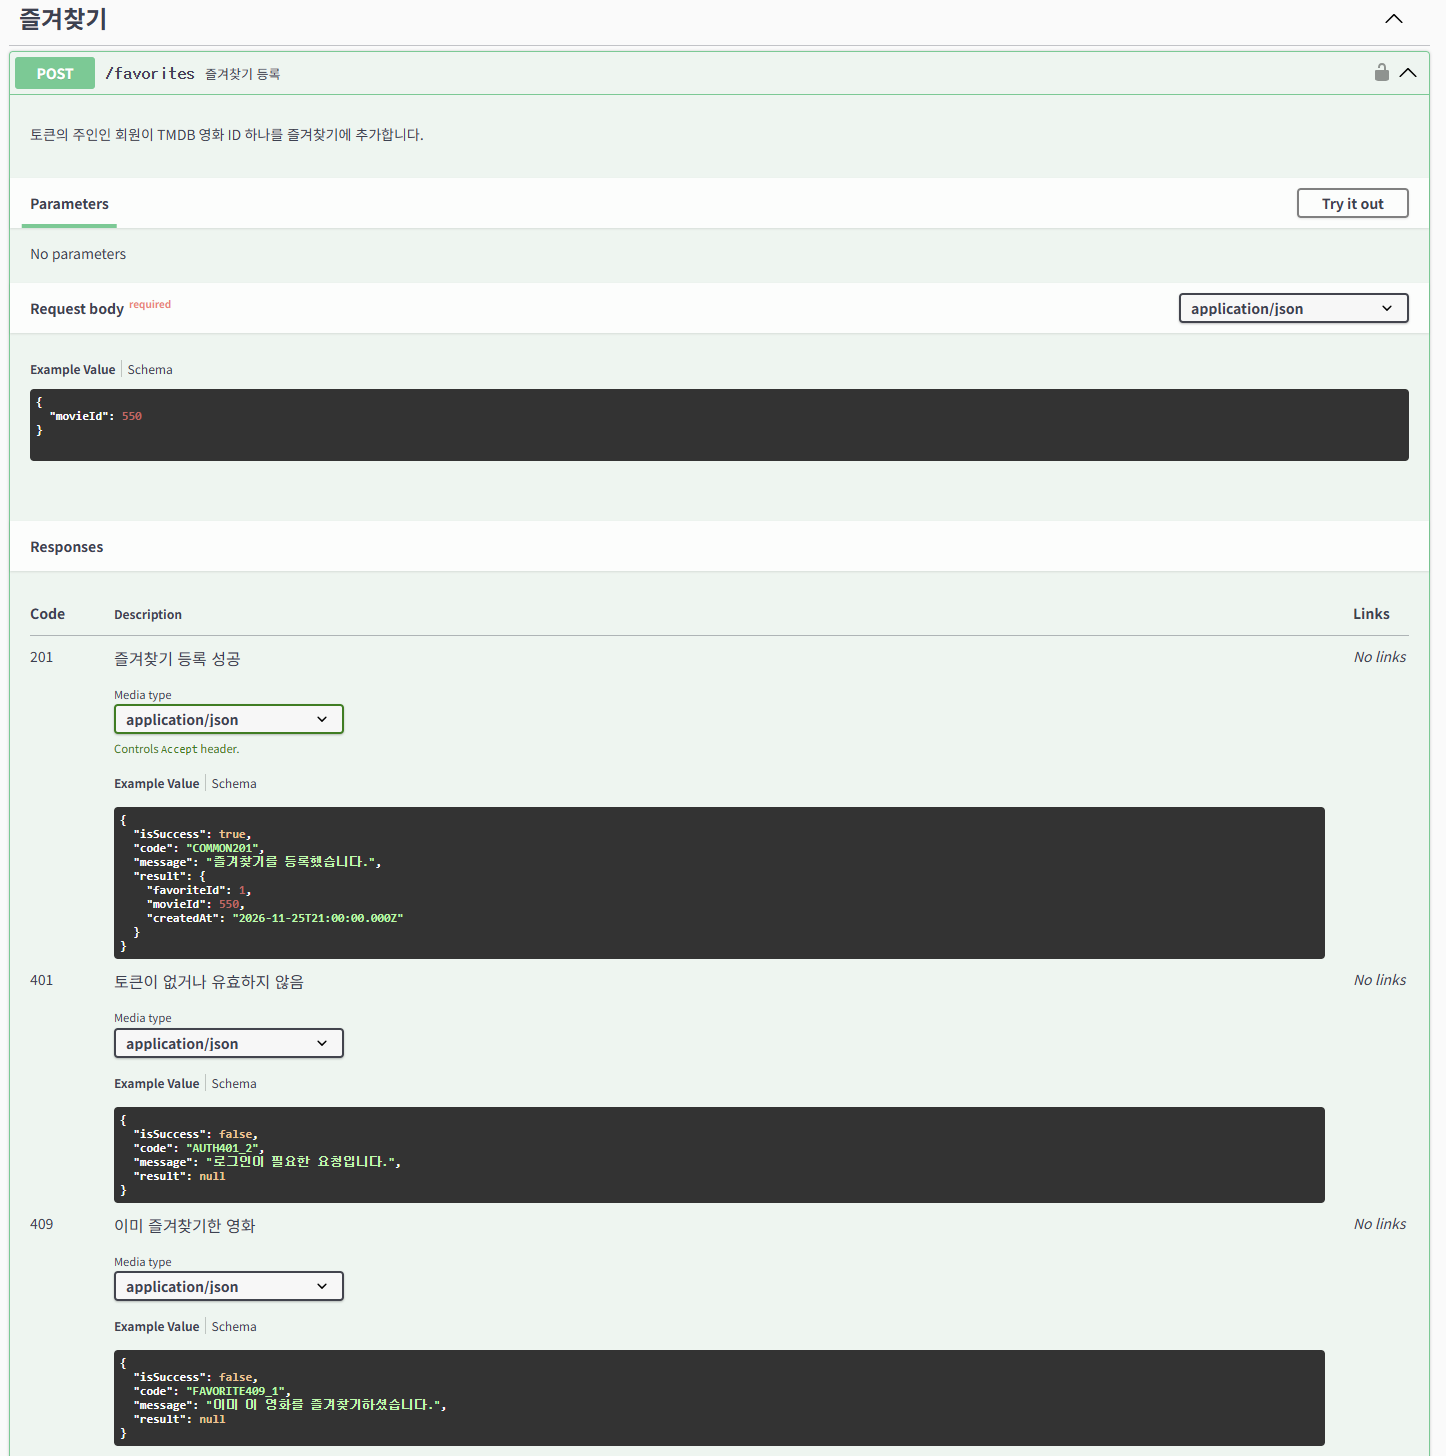 즐겨찾기
POST /favorites 즐겨찾기 등록
토큰의 주인인 회원이 TMDB 영화 ID 하나를 즐겨찾기에 추가합니다.
Parameters Try it out
No parameters
Request body required application/json
Example Value Schema
{
"movieId": 550
}
Responses
Code Description Links
201 즐겨찾기 등록 성공 No links
Media type
application/json
Controls Accept header.
Example Value Schema
{
"isSuccess": true,
"code": "COMMON201",
"message": "즐겨찾기를 등록했습니다.",
"result": {
"favoriteId": 1,
"movieId": 550,
"createdAt": "2026-11-25T21:00:00.000Z"
}
}
401 토큰이 없거나 유효하지 않음 No links
Media type
application/json
Example Value Schema
{
"isSuccess": false,
"code": "AUTH401_2",
"message": "로그인이 필요한 요청입니다.",
"result": null
}
409 이미 즐겨찾기한 영화 No links
Media type
application/json
Example Value Schema
{
"isSuccess": false,
"code": "FAVORITE409_1",
"message": "이미 이 영화를 즐겨찾기하셨습니다.",
"result": null
}